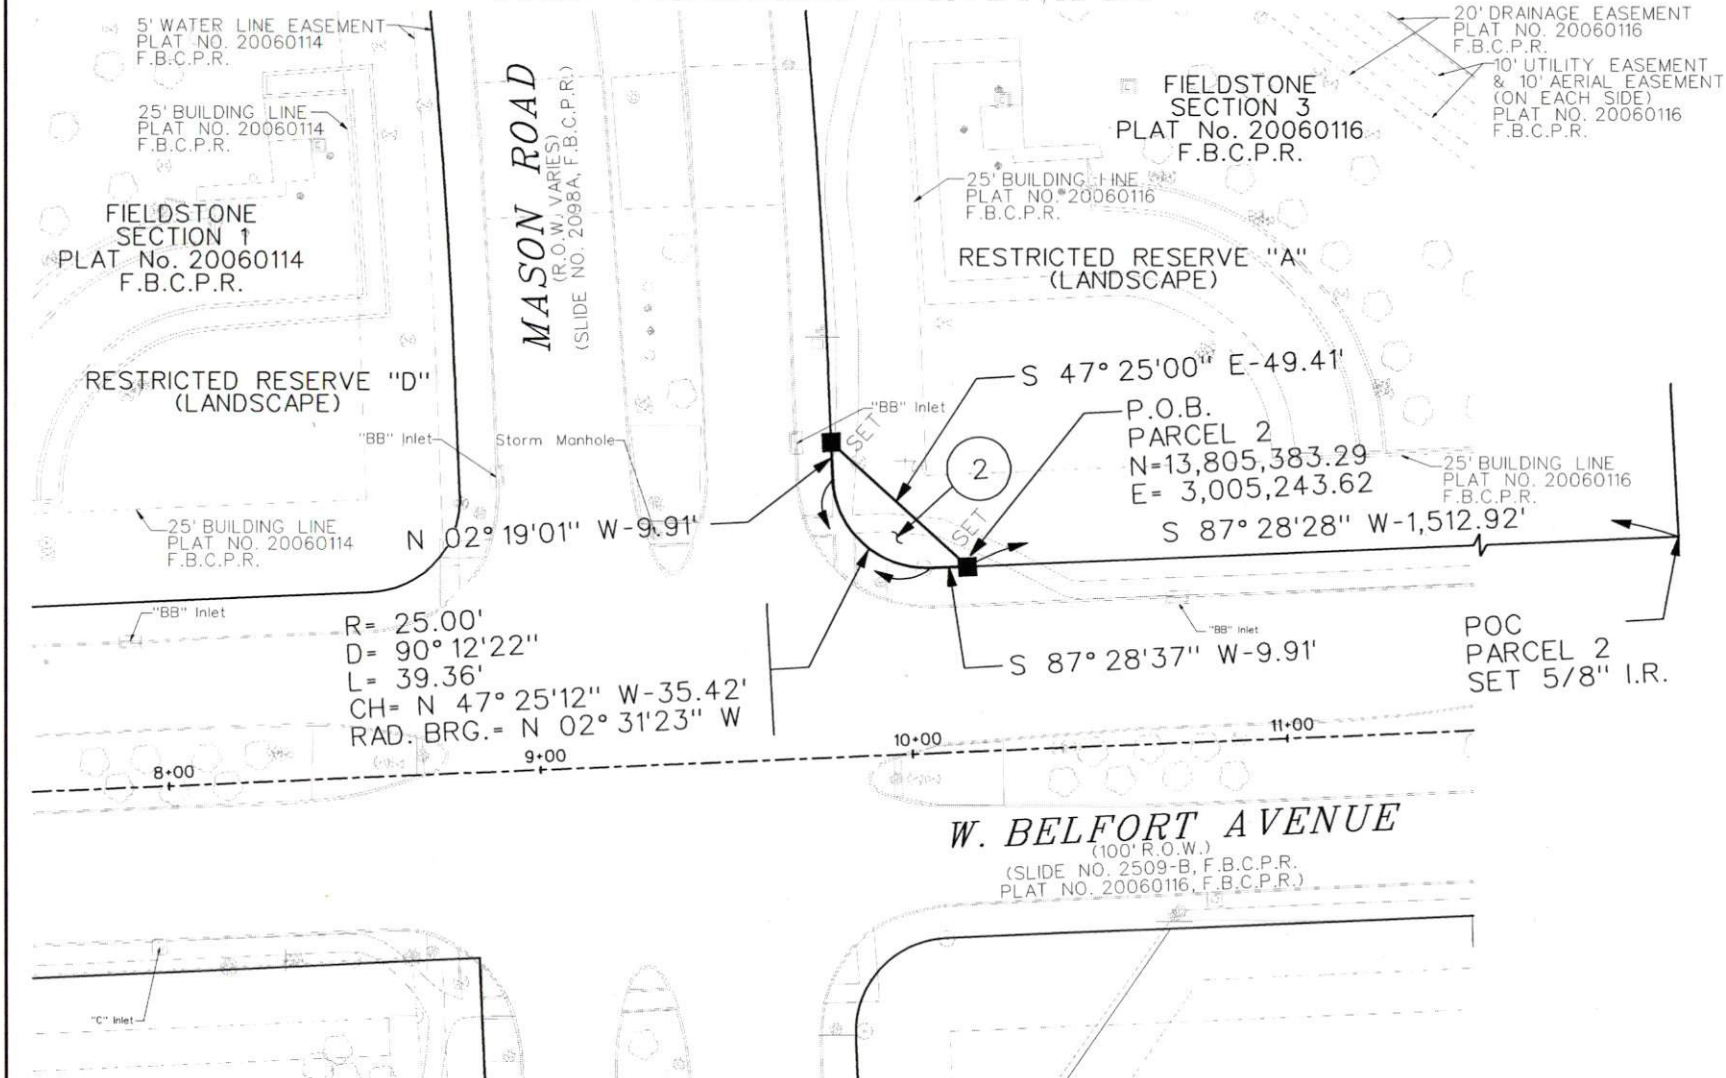 5' WATER LINE EASEMENT
PLAT NO. 20060114
F.B.C.P.R.
25' BUILDING LINE
PLAT NO. 20060114
F.B.C.P.R.
FIELDSTONE
SECTION 1
PLAT No. 20060114
F.B.C.P.R.
RESTRICTED RESERVE "D"
(LANDSCAPE)
25' BUILDING LINE
PLAT NO. 20060114
F.B.C.P.R.
"BB" Inlet
"BB" Inlet
Storm Manhole
MASON ROAD
(R.O.W. VARIES)
(SLIDE NO. 2098A, F.B.C.P.R.)
20' DRAINAGE EASEMENT
PLAT NO. 20060116
F.B.C.P.R.
10' UTILITY EASEMENT
& 10' AERIAL EASEMENT
(ON EACH SIDE)
PLAT NO. 20060116
F.B.C.P.R.
FIELDSTONE
SECTION 3
PLAT No. 20060116
F.B.C.P.R.
25' BUILDING LINE
PLAT NO. 20060116
F.B.C.P.R.
RESTRICTED RESERVE "A"
(LANDSCAPE)
S 47° 25'00" E-49.41'
"BB" Inlet
SET
2
SET
P.O.B.
PARCEL 2
N=13,805,383.29
E= 3,005,243.62
25' BUILDING LINE
PLAT NO. 20060116
F.B.C.P.R.
S 87° 28'28" W-1,512.92'
N 02° 19'01" W-9.91'
R= 25.00'
D= 90° 12'22"
L= 39.36'
CH= N 47° 25'12" W-35.42'
RAD. BRG.= N 02° 31'23" W
"BB" Inlet
S 87° 28'37" W-9.91'
POC
PARCEL 2
SET 5/8" I.R.
8+00
9+00
10+00
11+00
W. BELFORT AVENUE
(100' R.O.W.)
(SLIDE NO. 2509-B, F.B.C.P.R.
PLAT NO. 20060116, F.B.C.P.R.)
"C" Inlet